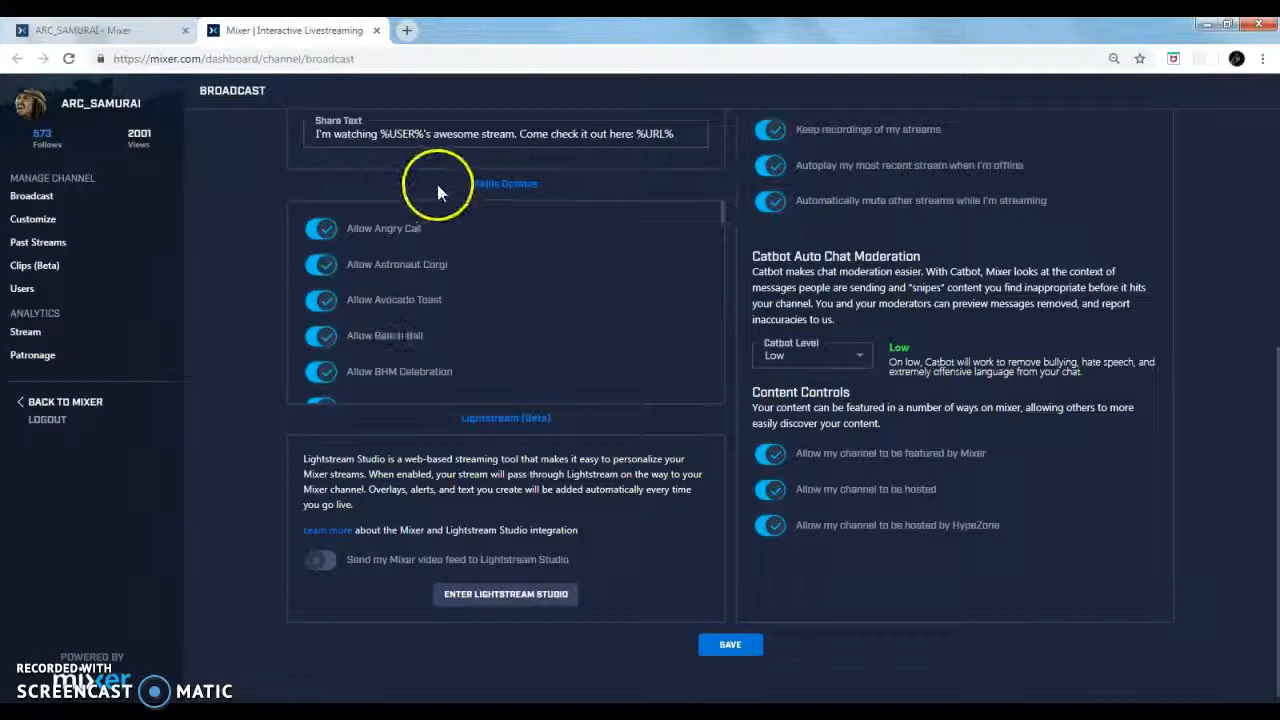 ARC_SAMURAI - Mixer
Mixer | Interactive Livestreaming
https://mixer.com/dashboard/channel/broadcast
ARC_SAMURAI
573
Follows
2001
Views
MANAGE CHANNEL
Broadcast
Customize
Past Streams
Clips (Beta)
Users
ANALYTICS
Stream
Patronage
BACK TO MIXER
LOGOUT
POWERED BY
mixer
BROADCAST
Share Text
I'm watching %USER%'s awesome stream. Come check it out here: %URL%
Skills Options
Allow Angry Cali
Allow Astronaut Corgi
Allow Avocado Toast
Allow Beach Ball
Allow BHM Celebration
Lightstream (Beta)
Lightstream Studio is a web-based streaming tool that makes it easy to personalize your
Mixer streams. When enabled, your stream will pass through Lightstream on the way to your
Mixer channel. Overlays, alerts, and text you create will be added automatically every time
you go live.
Learn more about the Mixer and Lightstream Studio integration
Send my Mixer video feed to Lightstream Studio
ENTER LIGHTSTREAM STUDIO
Keep recordings of my streams
Autoplay my most recent stream when I'm offline
Automatically mute other streams while I'm streaming
Catbot Auto Chat Moderation
Catbot makes chat moderation easier. With Catbot, Mixer looks at the context of
messages people are sending and "snipes" content you find inappropriate before it hits
your channel. You and your moderators can preview messages removed, and report
inaccuracies to us.
Catbot Level
Low
Low
On low, Catbot will work to remove bullying, hate speech, and
extremely offensive language from your chat.
Content Controls
Your content can be featured in a number of ways on mixer, allowing others to more
easily discover your content.
Allow my channel to be featured by Mixer
Allow my channel to be hosted
Allow my channel to be hosted by HypeZone
SAVE
RECORDED WITH
SCREENCAST MATIC